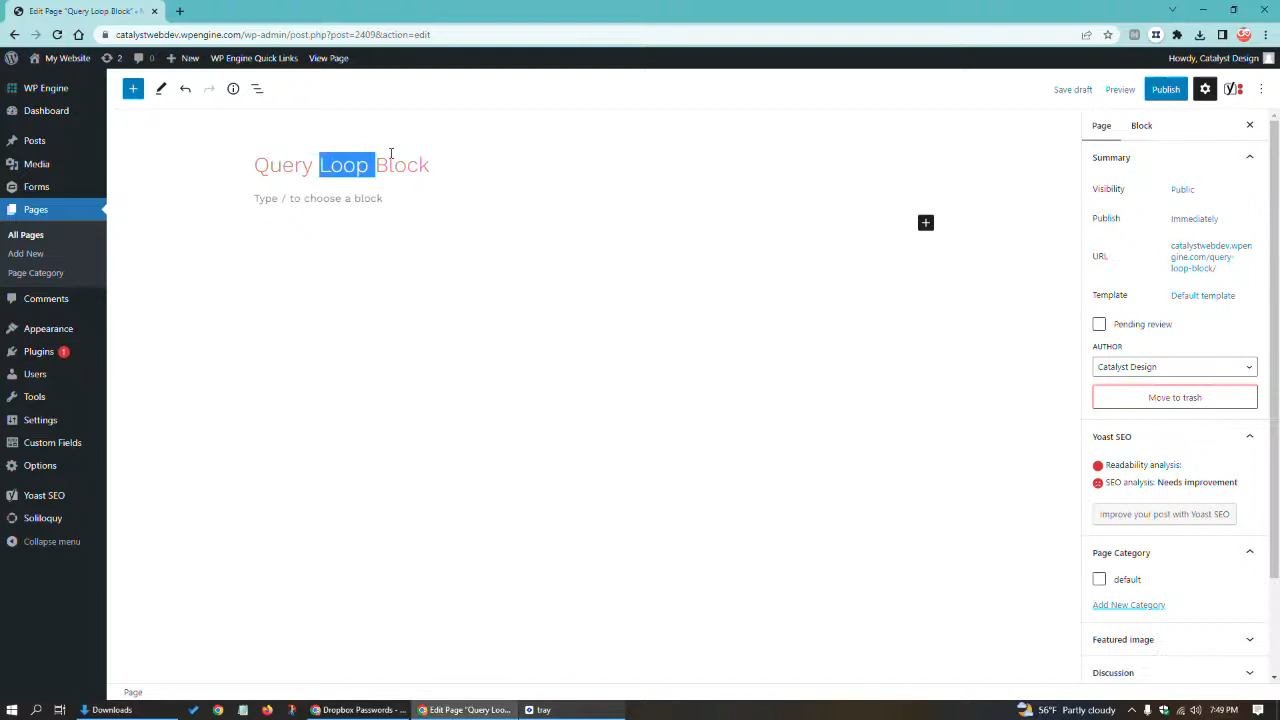 Edit Page "Query Loop Block" ‹
catalystwebdev.wpengine.com/wp-admin/post.php?post=2409&action=edit
My Website 2 0 New WP Engine Quick Links View Page Howdy, Catalyst Design
WP Engine
Dashboard
Posts
Media
Forms
Pages
All Pages
Add New
Page Category
Comments
Appearance
Plugins 1
Users
Tools
Settings
Custom Fields
Options
Yoast SEO
Soliloquy
Collapse menu
Save draft Preview Publish
Query Loop Block
Type / to choose a block
Page Block
Summary
Visibility Public
Publish Immediately
URL catalystwebdev.wpen
gine.com/query-
loop-block/
Template Default template
Pending review
AUTHOR
Catalyst Design
Move to trash
Yoast SEO
Readability analysis:
SEO analysis: Needs improvement
Improve your post with Yoast SEO
Page Category
default
Add New Category
Featured image
Discussion
Page
Downloads Dropbox Passwords - ... Edit Page "Query Loo... tray 56°F Partly cloudy 7:49 PM